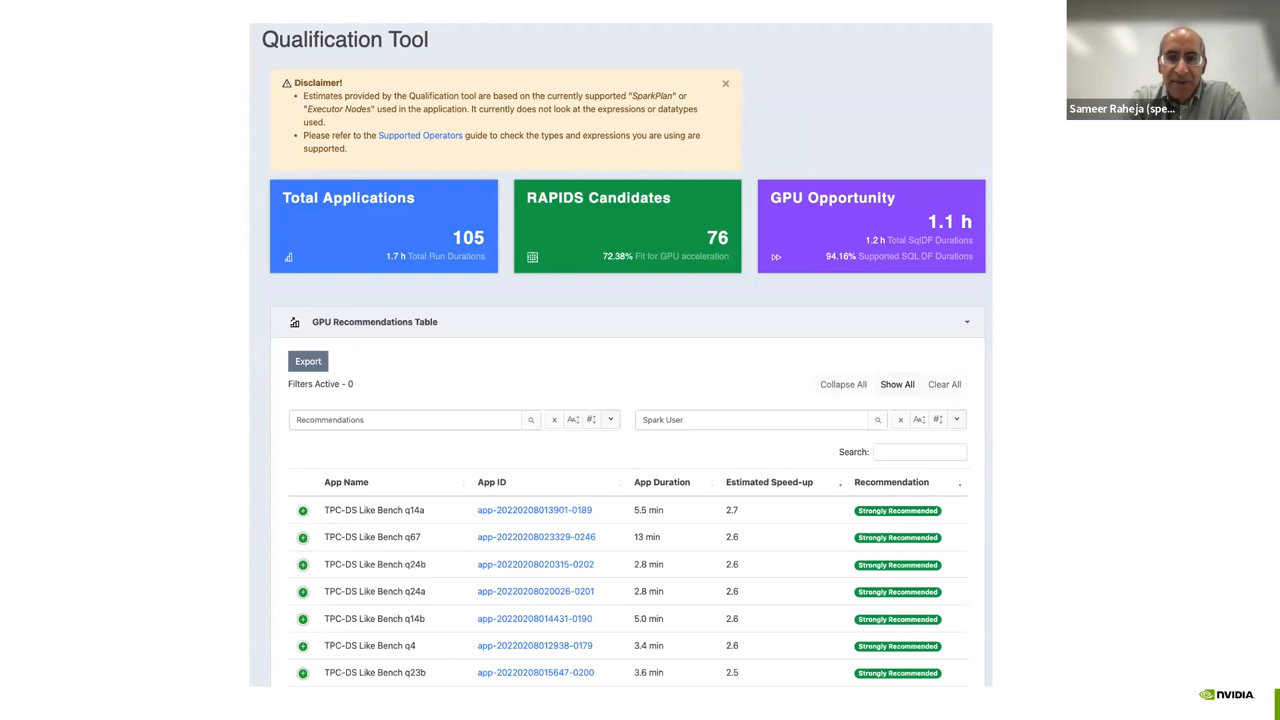 Qualification Tool
Disclaimer!
Estimates provided by the Qualification tool are based on the currently supported "SparkPlan" or
"Executor Nodes" used in the application. It currently does not look at the expressions or datatypes
used.
Please refer to the Supported Operators guide to check the types and expressions you are using are
supported.
Total Applications
105
1.7 h Total Run Durations
RAPIDS Candidates
76
72.38% Fit for GPU acceleration
GPU Opportunity
1.1 h
1.2 h Total SqlDF Durations
94.16% Supported SQL DF Durations
GPU Recommendations Table
Export
Filters Active - 0
Collapse All Show All Clear All
Recommendations
Spark User
Search:
App Name App ID App Duration Estimated Speed-up Recommendation
TPC-DS Like Bench q14a app-20220208013901-0189 5.5 min 2.7 Strongly Recommended
TPC-DS Like Bench q67 app-20220208023329-0246 13 min 2.6 Strongly Recommended
TPC-DS Like Bench q24b app-20220208020315-0202 2.8 min 2.6 Strongly Recommended
TPC-DS Like Bench q24a app-20220208020026-0201 2.8 min 2.6 Strongly Recommended
TPC-DS Like Bench q14b app-20220208014431-0190 5.0 min 2.6 Strongly Recommended
TPC-DS Like Bench q4 app-20220208012938-0179 3.4 min 2.6 Strongly Recommended
TPC-DS Like Bench q23b app-20220208015647-0200 3.6 min 2.5 Strongly Recommended
Sameer Raheja (spe...
NVIDIA.